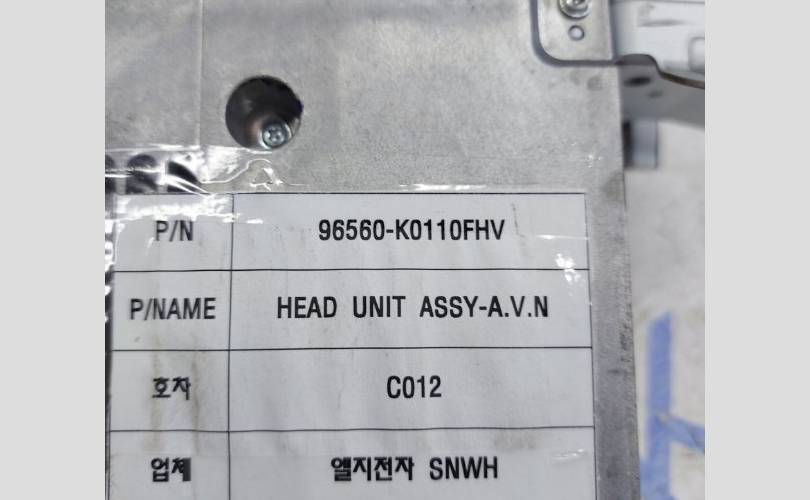 P/N 96560-K0110FHV
P/NAME HEAD UNIT ASSY-A.V.N
호차 C012
업체 엘지전자 SNWH